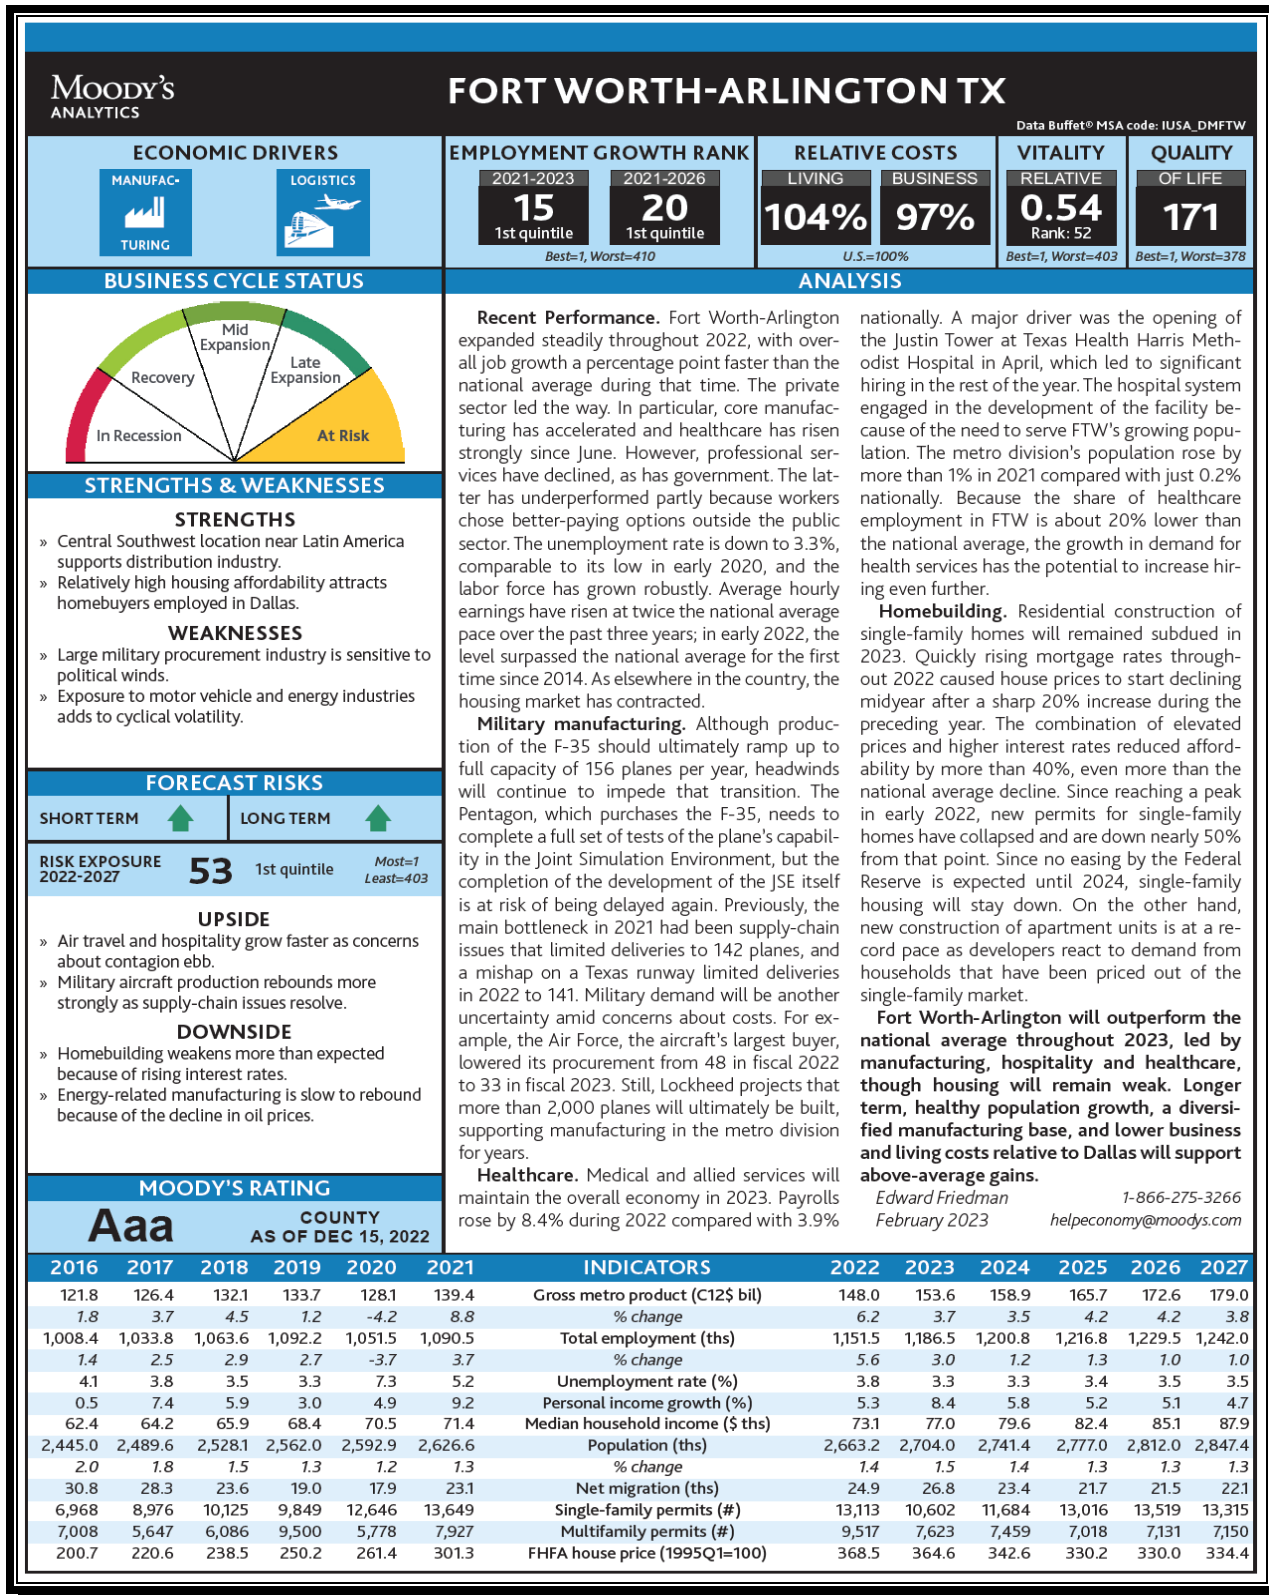 MOODY'S
ANALYTICS
FORT WORTH-ARLINGTON TX
Data Buffet® MSA code: IUSA_DMFTW
ECONOMIC DRIVERS
MANUFAC-
TURING
LOGISTICS
EMPLOYMENT GROWTH RANK
2021-2023
15
1st quintile
2021-2026
20
1st quintile
Best=1, Worst=410
RELATIVE COSTS
LIVING
104%
BUSINESS
97%
U.S.=100%
VITALITY
RELATIVE
0.54
Rank: 52
Best=1, Worst=403
QUALITY
OF LIFE
171
Best=1, Worst=378
BUSINESS CYCLE STATUS
In Recession
Recovery
Mid
Expansion
Late
Expansion
At Risk
STRENGTHS & WEAKNESSES
STRENGTHS
» Central Southwest location near Latin America
supports distribution industry.
» Relatively high housing affordability attracts
homebuyers employed in Dallas.
WEAKNESSES
» Large military procurement industry is sensitive to
political winds.
» Exposure to motor vehicle and energy industries
adds to cyclical volatility.
FORECAST RISKS
SHORT TERM
LONG TERM
RISK EXPOSURE
2022-2027
53
1st quintile
Most=1
Least=403
UPSIDE
» Air travel and hospitality grow faster as concerns
about contagion ebb.
» Military aircraft production rebounds more
strongly as supply-chain issues resolve.
DOWNSIDE
» Homebuilding weakens more than expected
because of rising interest rates.
» Energy-related manufacturing is slow to rebound
because of the decline in oil prices.
MOODY'S RATING
Aaa
COUNTY
AS OF DEC 15, 2022
ANALYSIS
Recent Performance. Fort Worth-Arlington
expanded steadily throughout 2022, with over-
all job growth a percentage point faster than the
national average during that time. The private
sector led the way. In particular, core manufac-
turing has accelerated and healthcare has risen
strongly since June. However, professional ser-
vices have declined, as has government. The lat-
ter has underperformed partly because workers
chose better-paying options outside the public
sector. The unemployment rate is down to 3.3%,
comparable to its low in early 2020, and the
labor force has grown robustly. Average hourly
earnings have risen at twice the national average
pace over the past three years; in early 2022, the
level surpassed the national average for the first
time since 2014. As elsewhere in the country, the
housing market has contracted.
Military manufacturing. Although produc-
tion of the F-35 should ultimately ramp up to
full capacity of 156 planes per year, headwinds
will continue to impede that transition. The
Pentagon, which purchases the F-35, needs to
complete a full set of tests of the plane's capabil-
ity in the Joint Simulation Environment, but the
completion of the development of the JSE itself
is at risk of being delayed again. Previously, the
main bottleneck in 2021 had been supply-chain
issues that limited deliveries to 142 planes, and
a mishap on a Texas runway limited deliveries
in 2022 to 141. Military demand will be another
uncertainty amid concerns about costs. For ex-
ample, the Air Force, the aircraft's largest buyer,
lowered its procurement from 48 in fiscal 2022
to 33 in fiscal 2023. Still, Lockheed projects that
more than 2,000 planes will ultimately be built,
supporting manufacturing in the metro division
for years.
Healthcare. Medical and allied services will
maintain the overall economy in 2023. Payrolls
rose by 8.4% during 2022 compared with 3.9%
nationally. A major driver was the opening of
the Justin Tower at Texas Health Harris Meth-
odist Hospital in April, which led to significant
hiring in the rest of the year. The hospital system
engaged in the development of the facility be-
cause of the need to serve FTW's growing popu-
lation. The metro division's population rose by
more than 1% in 2021 compared with just 0.2%
nationally. Because the share of healthcare
employment in FTW is about 20% lower than
the national average, the growth in demand for
health services has the potential to increase hir-
ing even further.
Homebuilding. Residential construction of
single-family homes will remained subdued in
2023. Quickly rising mortgage rates through-
out 2022 caused house prices to start declining
midyear after a sharp 20% increase during the
preceding year. The combination of elevated
prices and higher interest rates reduced afford-
ability by more than 40%, even more than the
national average decline. Since reaching a peak
in early 2022, new permits for single-family
homes have collapsed and are down nearly 50%
from that point. Since no easing by the Federal
Reserve is expected until 2024, single-family
housing will stay down. On the other hand,
new construction of apartment units is at a re-
cord pace as developers react to demand from
households that have been priced out of the
single-family market.
Fort Worth-Arlington will outperform the
national average throughout 2023, led by
manufacturing, hospitality and healthcare,
though housing will remain weak. Longer
term, healthy population growth, a diversi-
fied manufacturing base, and lower business
and living costs relative to Dallas will support
above-average gains.
Edward Friedman 1-866-275-3266
February 2023 helpeconomy@moodys.com
2016 2017 2018 2019 2020 2021 INDICATORS 2022 2023 2024 2025 2026 2027
121.8 126.4 132.1 133.7 128.1 139.4 Gross metro product (C12$ bil) 148.0 153.6 158.9 165.7 172.6 179.0
1.8 3.7 4.5 1.2 -4.2 8.8 % change 6.2 3.7 3.5 4.2 4.2 3.8
1,008.4 1,033.8 1,063.6 1,092.2 1,051.5 1,090.5 Total employment (ths) 1,151.5 1,186.5 1,200.8 1,216.8 1,229.5 1,242.0
1.4 2.5 2.9 2.7 -3.7 3.7 % change 5.6 3.0 1.2 1.3 1.0 1.0
4.1 3.8 3.5 3.3 7.3 5.2 Unemployment rate (%) 3.8 3.3 3.3 3.4 3.5 3.5
0.5 7.4 5.9 3.0 4.9 9.2 Personal income growth (%) 5.3 8.4 5.8 5.2 5.1 4.7
62.4 64.2 65.9 68.4 70.5 71.4 Median household income ($ ths) 73.1 77.0 79.6 82.4 85.1 87.9
2,445.0 2,489.6 2,528.1 2,562.0 2,592.9 2,626.6 Population (ths) 2,663.2 2,704.0 2,741.4 2,777.0 2,812.0 2,847.4
2.0 1.8 1.5 1.3 1.2 1.3 % change 1.4 1.5 1.4 1.3 1.3 1.3
30.8 28.3 23.6 19.0 17.9 23.1 Net migration (ths) 24.9 26.8 23.4 21.7 21.5 22.1
6,968 8,976 10,125 9,849 12,646 13,649 Single-family permits (#) 13,113 10,602 11,684 13,016 13,519 13,315
7,008 5,647 6,086 9,500 5,778 7,927 Multifamily permits (#) 9,517 7,623 7,459 7,018 7,131 7,150
200.7 220.6 238.5 250.2 261.4 301.3 FHFA house price (1995Q1=100) 368.5 364.6 342.6 330.2 330.0 334.4